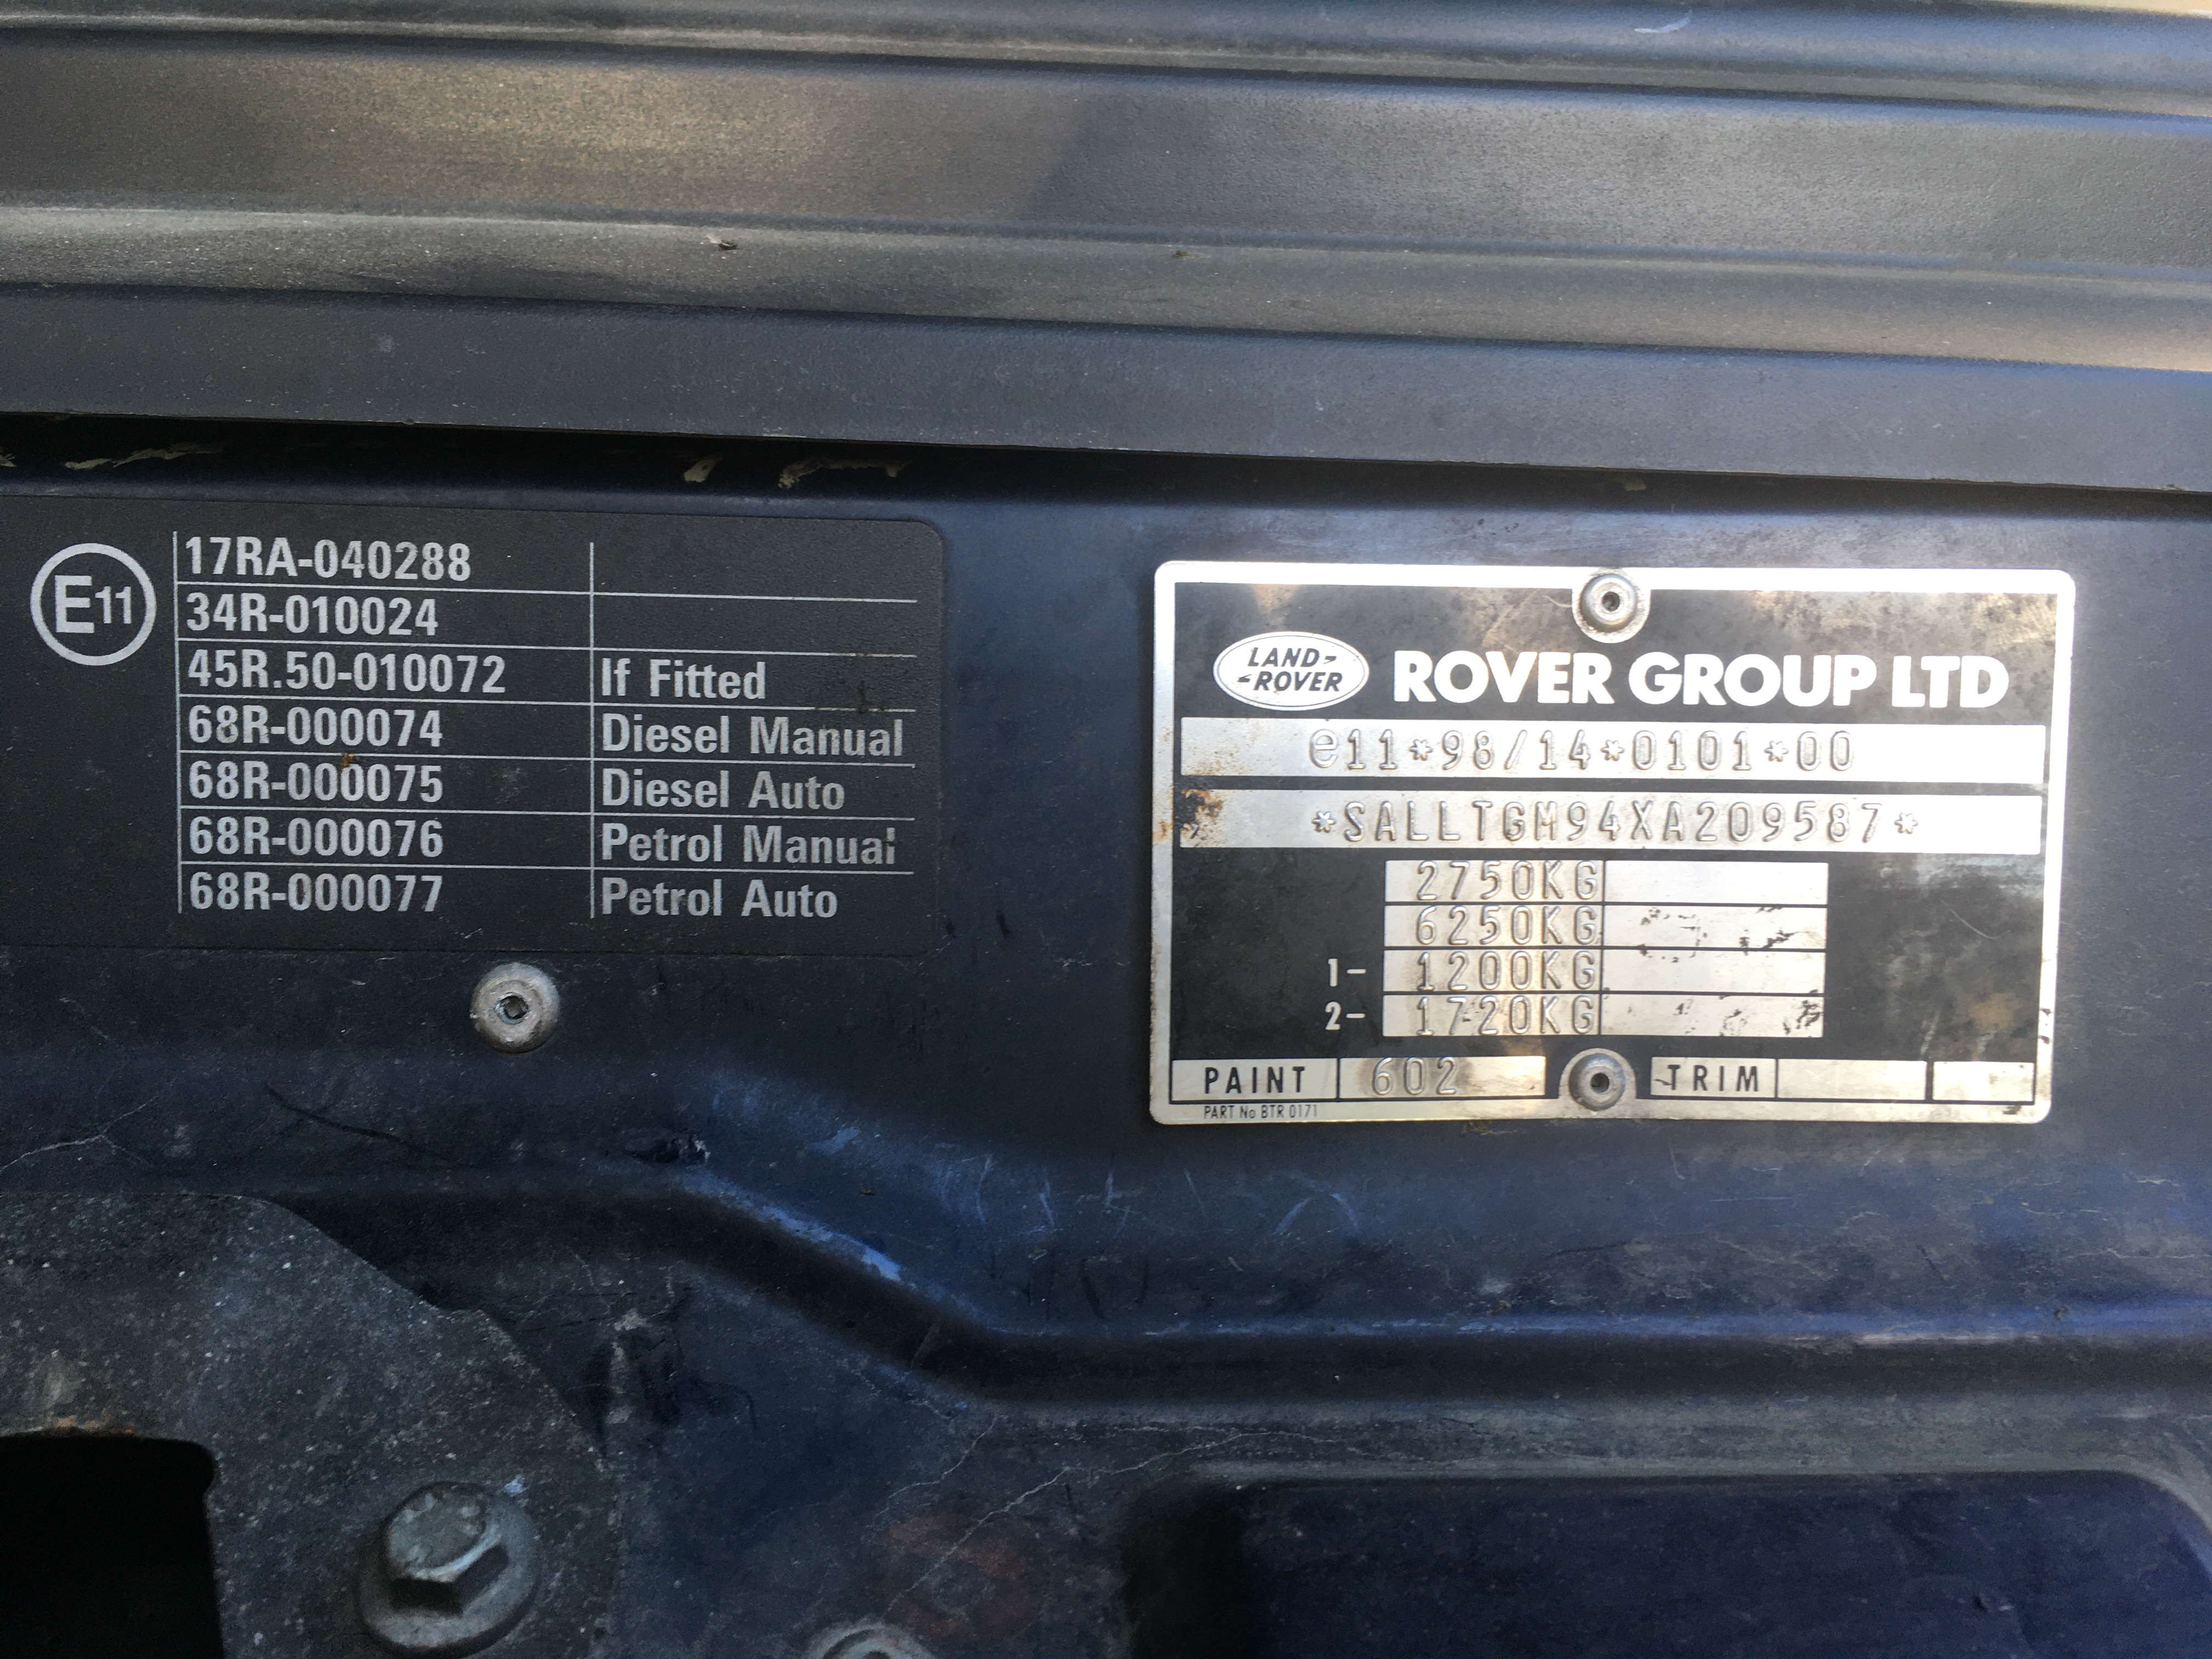 E11
17RA-040288
34R-010024
45R.50-010072 If Fitted
68R-000074 Diesel Manual
68R-000075 Diesel Auto
68R-000076 Petrol Manual
68R-000077 Petrol Auto
LAND-
-ROVER
ROVER GROUP LTD
e11*98/14*0101*00
*SALLTGM94XA209587*
2750KG
6250KG
1- 1200KG
2- 1720KG
PAINT 602 TRIM
PART No BTR 0171